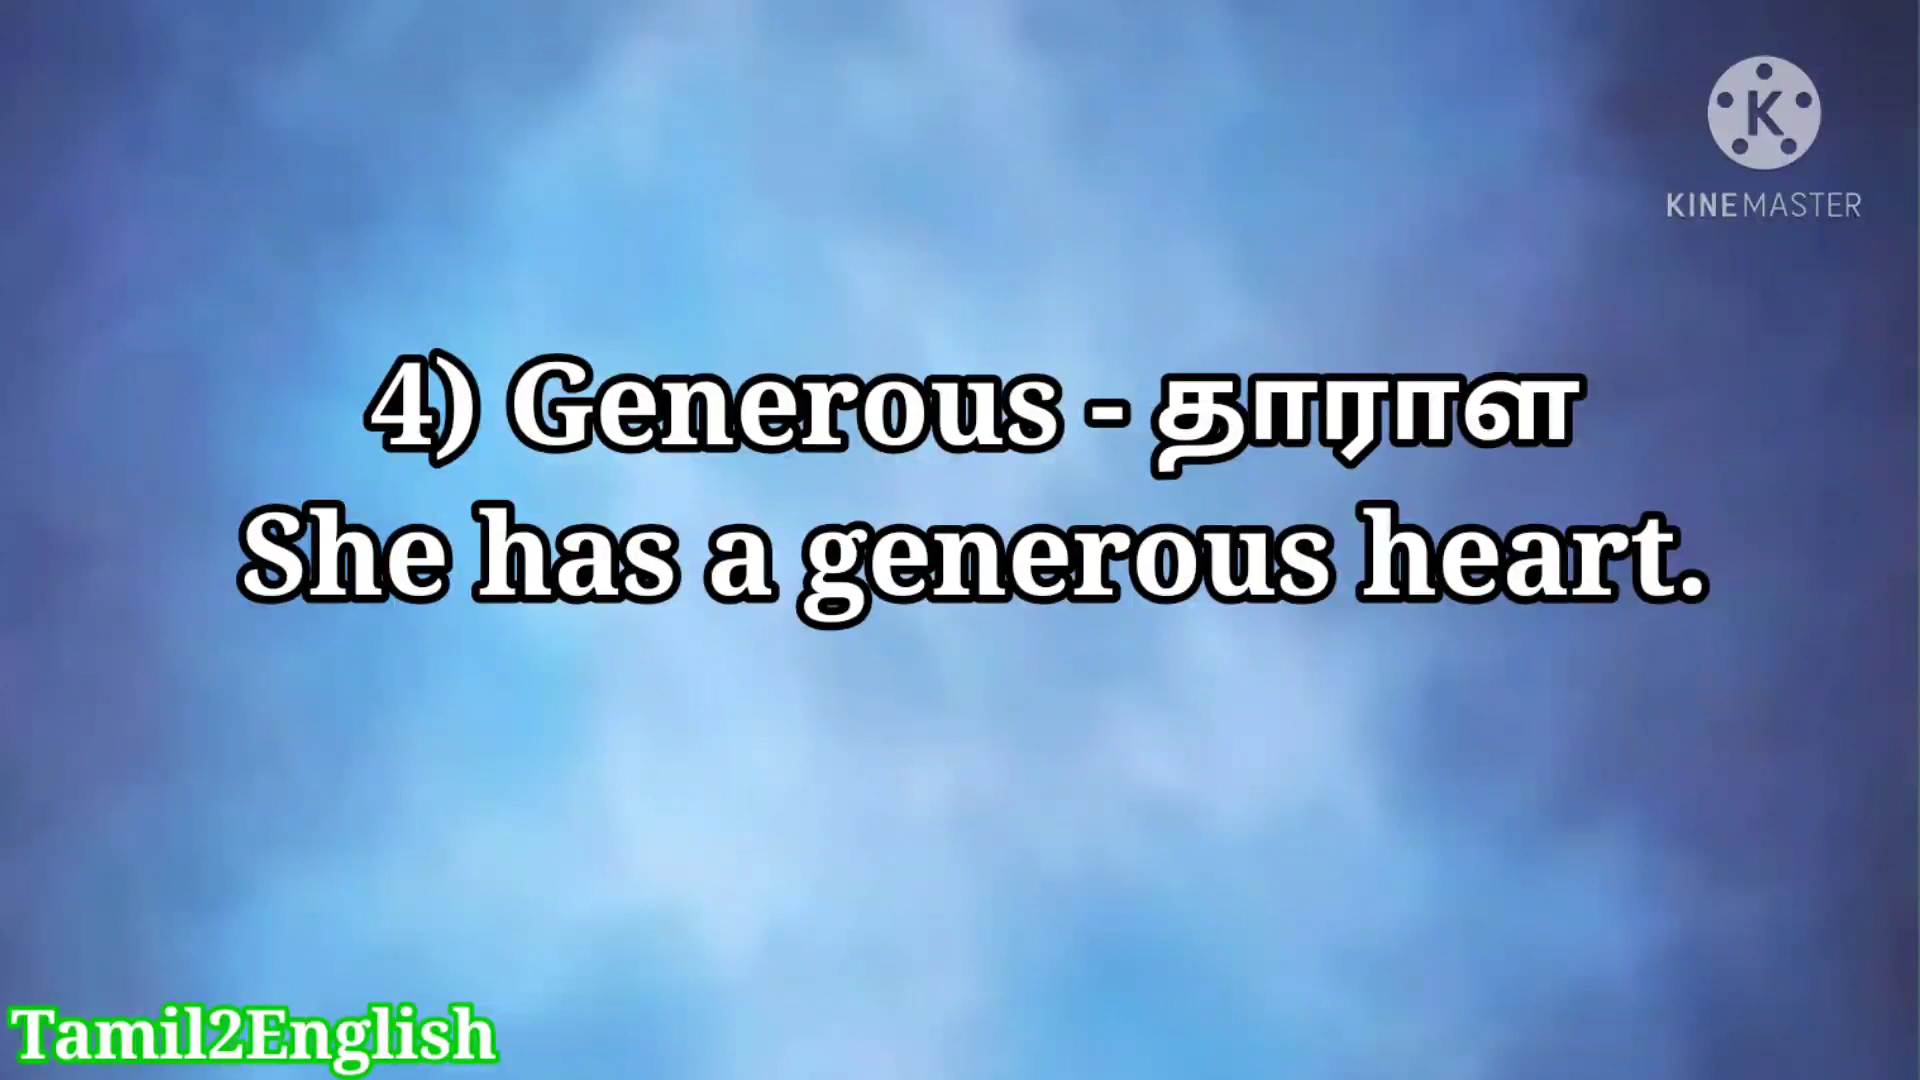 KINEMASTER
4) Generous - தாராள
She has a generous heart.
Tamil2English